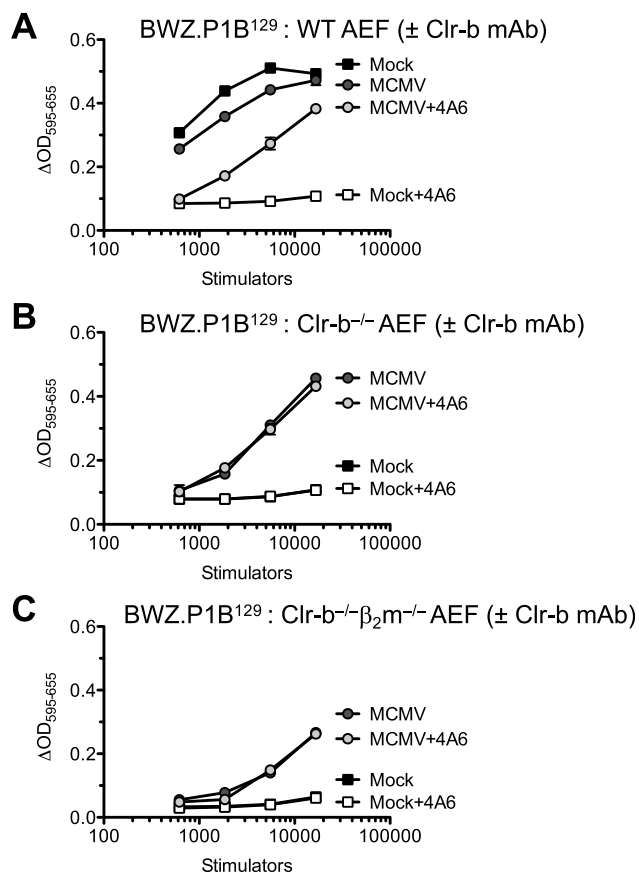 A
BWZ.P1B¹²⁹ : WT AEF (± Clr-b mAb)
0.6
0.4
0.2
0.0
ΔOD₅₉₅₋₆₅₅
100
1000
10000
100000
Stimulators
Mock
MCMV
MCMV+4A6
Mock+4A6
B
BWZ.P1B¹²⁹ : Clr-b⁻/⁻ AEF (± Clr-b mAb)
0.6
0.4
0.2
0.0
ΔOD₅₉₅₋₆₅₅
100
1000
10000
100000
Stimulators
MCMV
MCMV+4A6
Mock
Mock+4A6
C
BWZ.P1B¹²⁹ : Clr-b⁻/⁻β₂m⁻/⁻ AEF (± Clr-b mAb)
0.6
0.4
0.2
0.0
ΔOD₅₉₅₋₆₅₅
100
1000
10000
100000
Stimulators
MCMV
MCMV+4A6
Mock
Mock+4A6